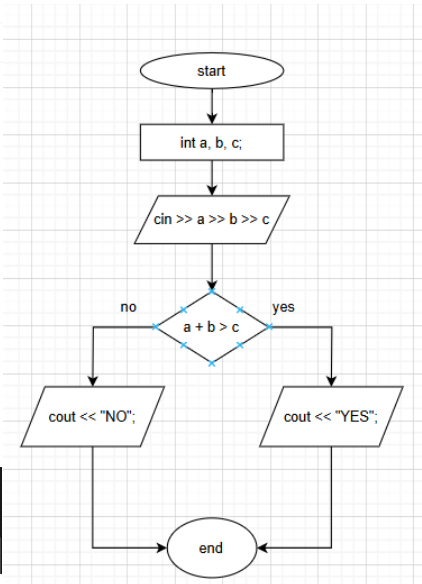 start
int a, b, c;
cin >> a >> b >> c
no
yes
a + b > c
cout << "NO";
cout << "YES";
end